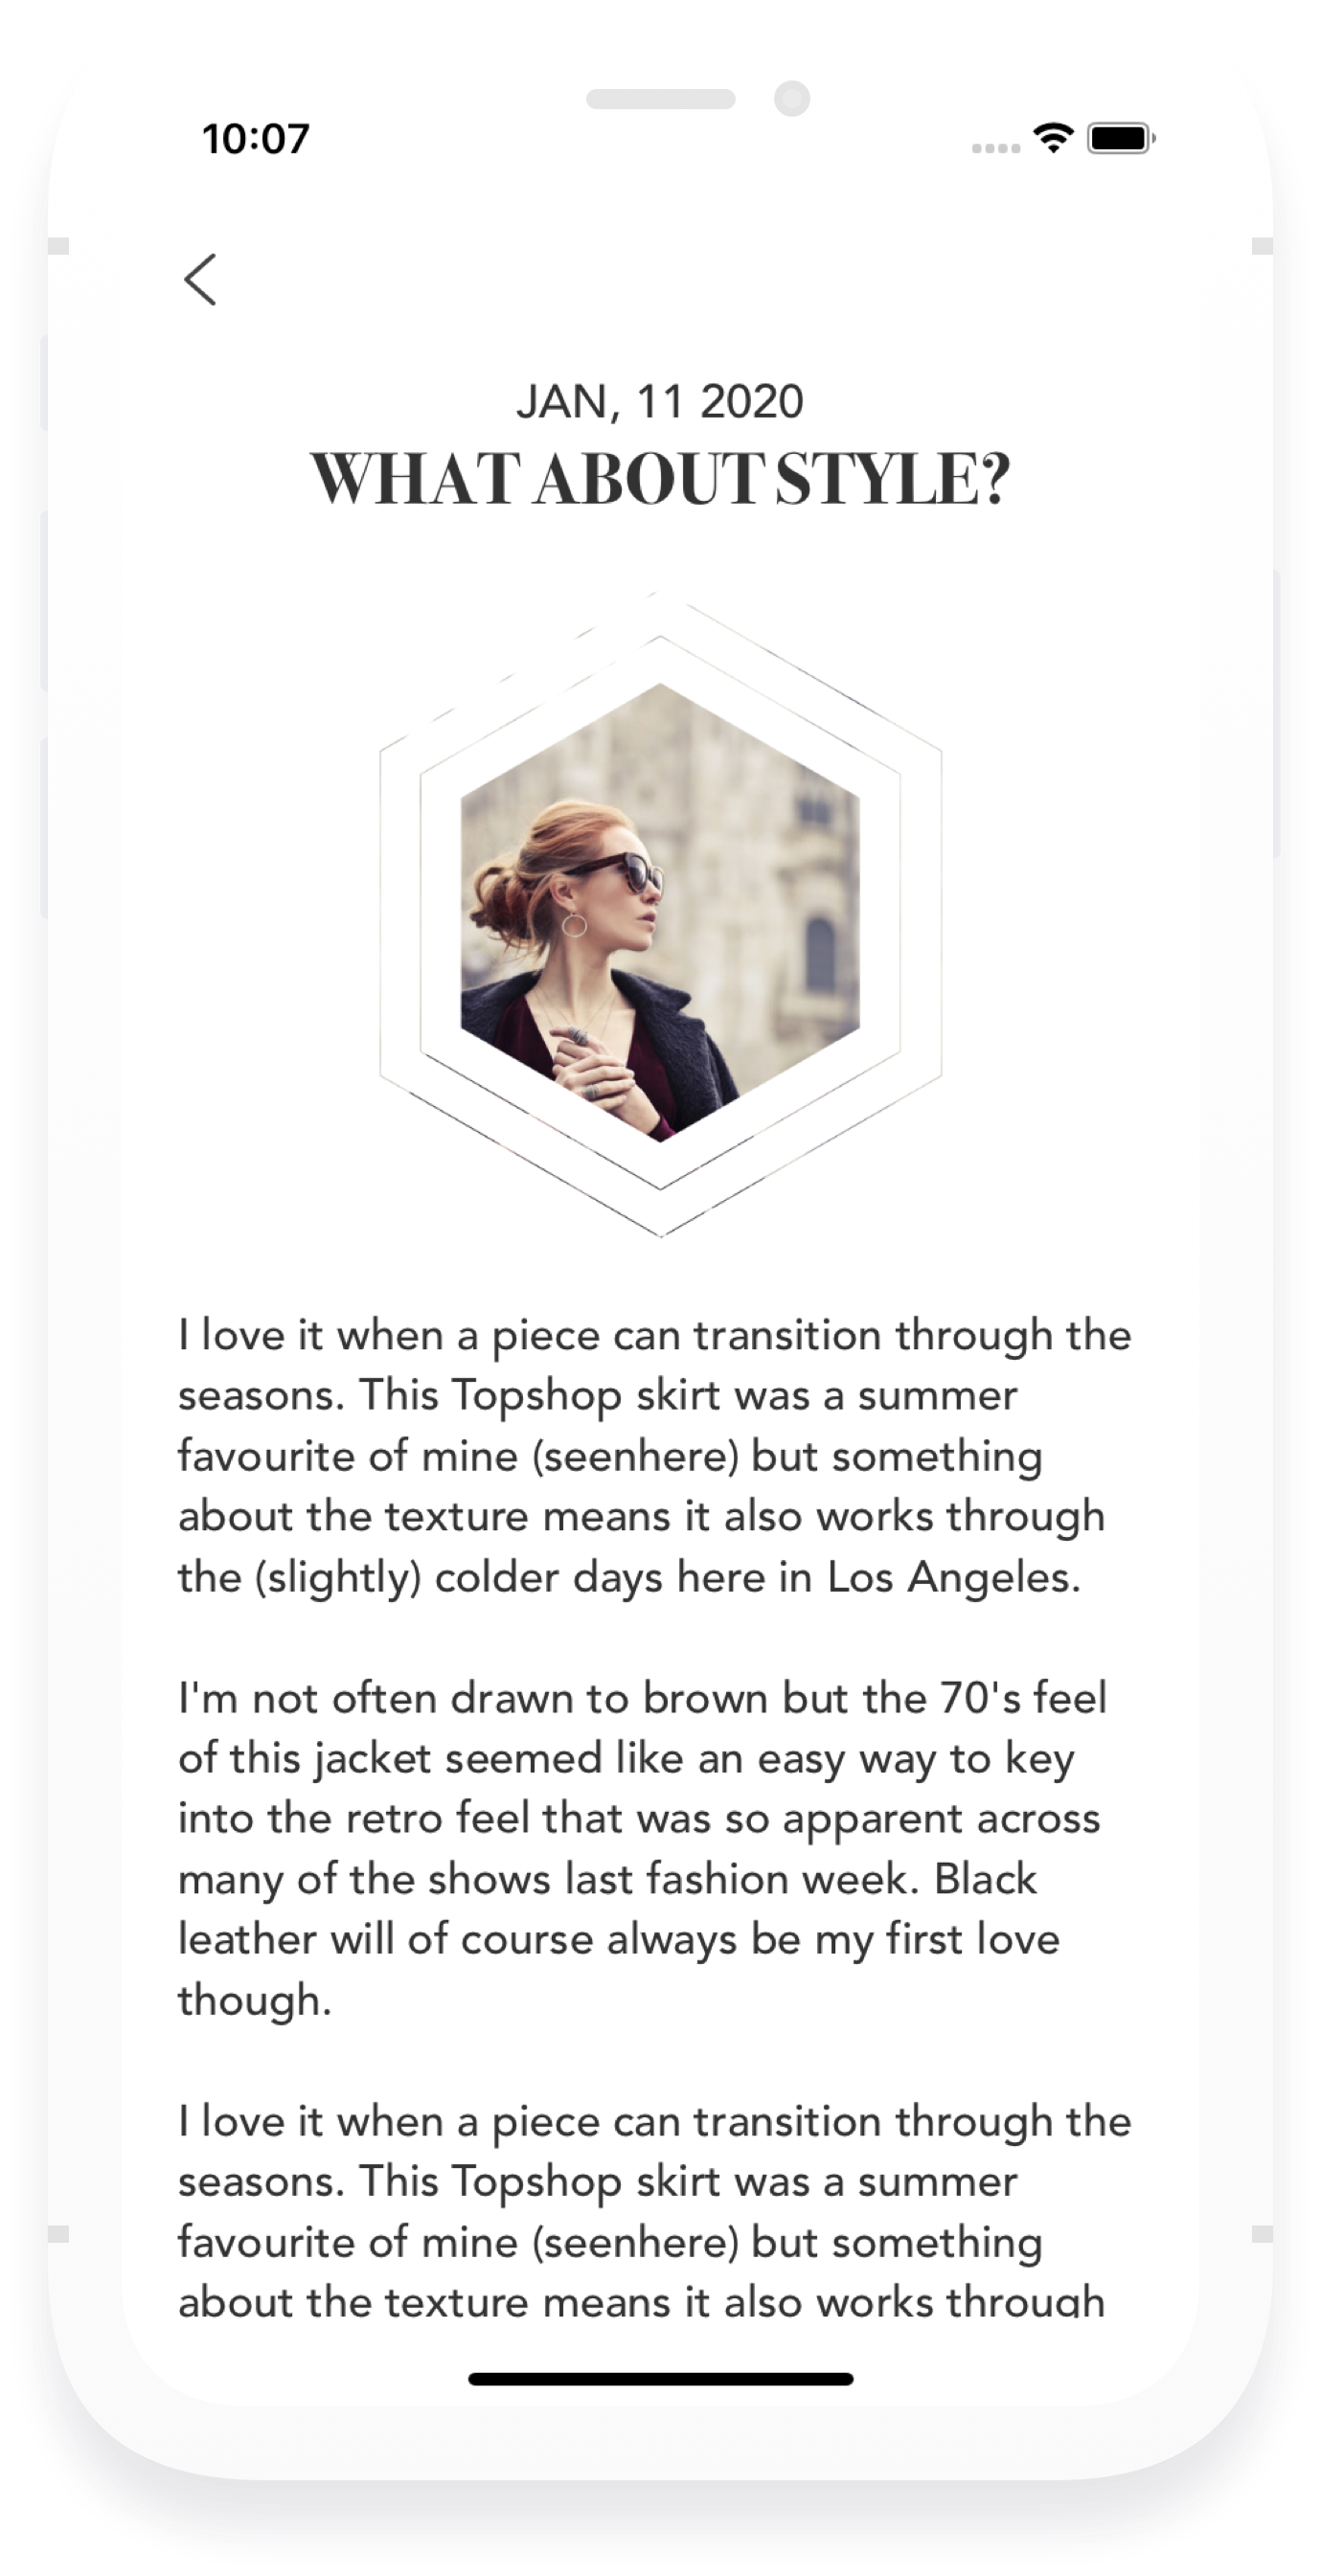 10:07
JAN, 11 2020
WHAT ABOUT STYLE?
I love it when a piece can transition through the
seasons. This Topshop skirt was a summer
favourite of mine (seenhere) but something
about the texture means it also works through
the (slightly) colder days here in Los Angeles.
I'm not often drawn to brown but the 70's feel
of this jacket seemed like an easy way to key
into the retro feel that was so apparent across
many of the shows last fashion week. Black
leather will of course always be my first love
though.
I love it when a piece can transition through the
seasons. This Topshop skirt was a summer
favourite of mine (seenhere) but something
about the texture means it also works through